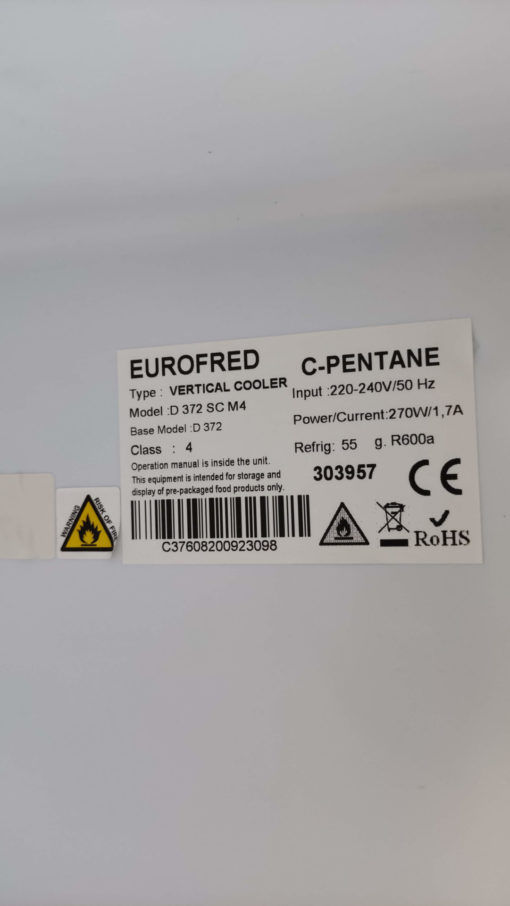 EUROFRED
Type : VERTICAL COOLER
Model :D 372 SC M4
Base Model :D 372
Class : 4
Operation manual is inside the unit.
This equipment is intended for storage and
display of pre-packaged food products only.
C37608200923098
C-PENTANE
Input :220-240V/50 Hz
Power/Current:270W/1,7A
Refrig: 55 g. R600a
303957
CE
RoHS
WARNING
RISK OF FIRE